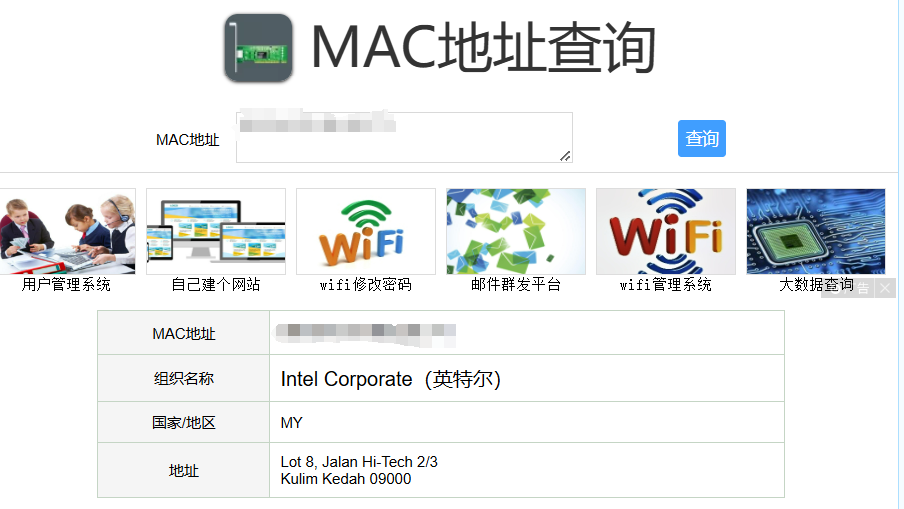 MAC地址查询
MAC地址
查询
WiFi
WiFi
用户管理系统
自己建个网站
wifi修改密码
邮件群发平台
wifi管理系统
大数据查询
MAC地址
组织名称
Intel Corporate（英特尔）
国家/地区
MY
地址
Lot 8, Jalan Hi-Tech 2/3
Kulim Kedah 09000